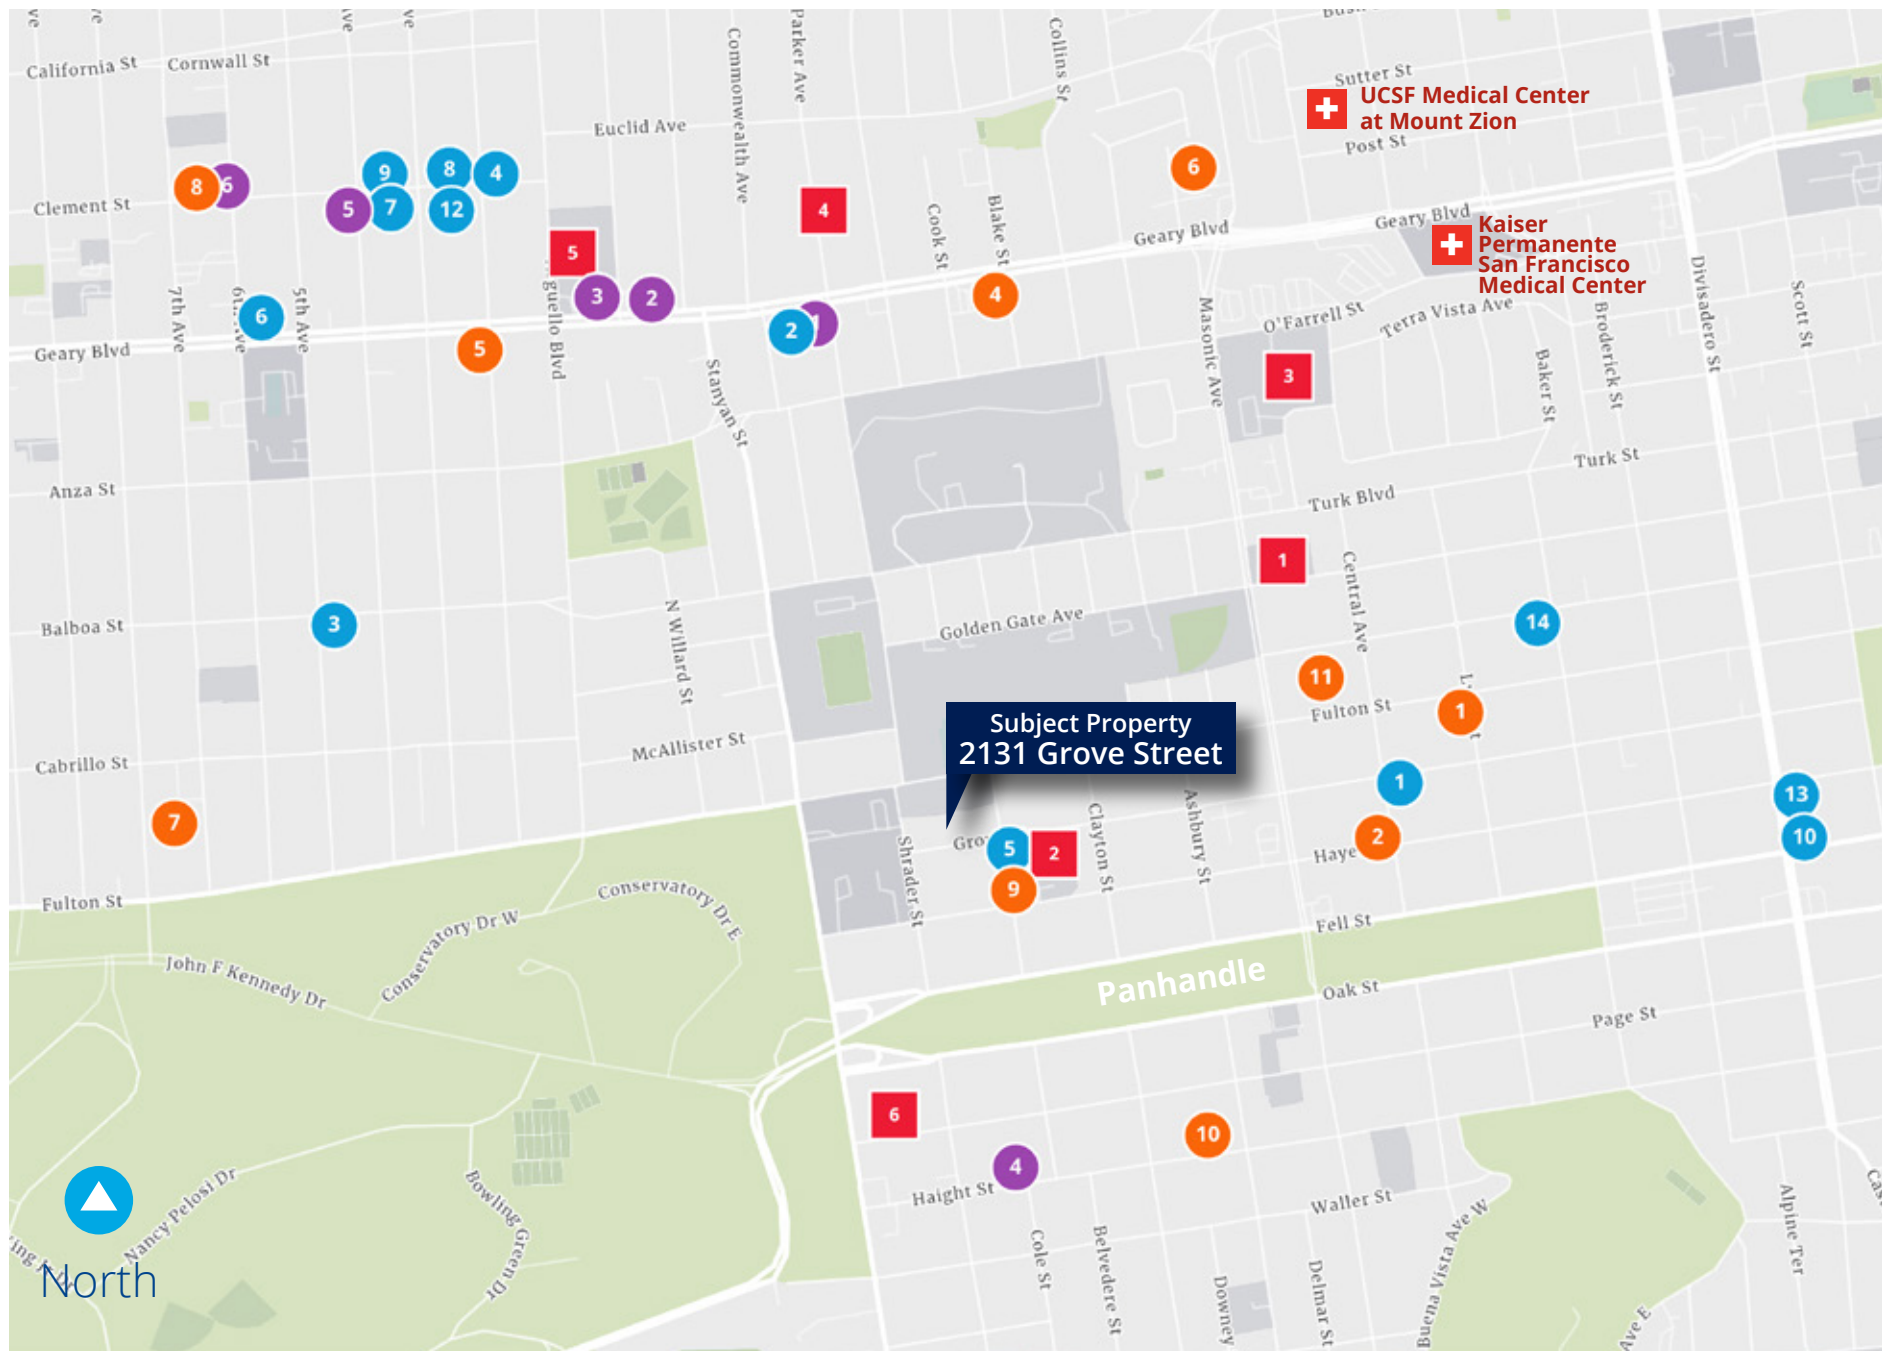 California St
Cornwall St
Commonwealth Ave
Parker Ave
Collins St
Sutter St
UCSF Medical Center
at Mount Zion
Post St
Euclid Ave
6
9
8
4
8
6
Clement St
5
7
12
4
Cook St
Blake St
Geary Blvd
Geary Blvd
Kaiser
Permanente
San Francisco
Medical Center
5
3
2
7th Ave
5th Ave
6
4
Masonic Ave
O'Farrell St
Terra Vista Ave
Broderick St
Divisadero St
Scott St
2
1
Geary Blvd
5
Stanyan St
3
Baker St
Anza St
Turk St
Turk Blvd
1
Central Ave
Balboa St
3
N Willard St
Golden Gate Ave
14
11
Fulton St
1
Subject Property
2131 Grove Street
McAllister St
Cabrillo St
1
13
7
Shrader St
5
2
Clayton St
Ashbury St
2
10
9
Fulton St
Conservatory Dr W
Conservatory Dr E
Fell St
John F Kennedy Dr
Panhandle
Oak St
Page St
6
10
4
Haight St
Waller St
Nancy Pelosi Dr
Bowling Green Dr
Cole St
Belvedere St
Downey
Delmar St
Buena Vista Ave W
Alpine Ter
North
Ave E